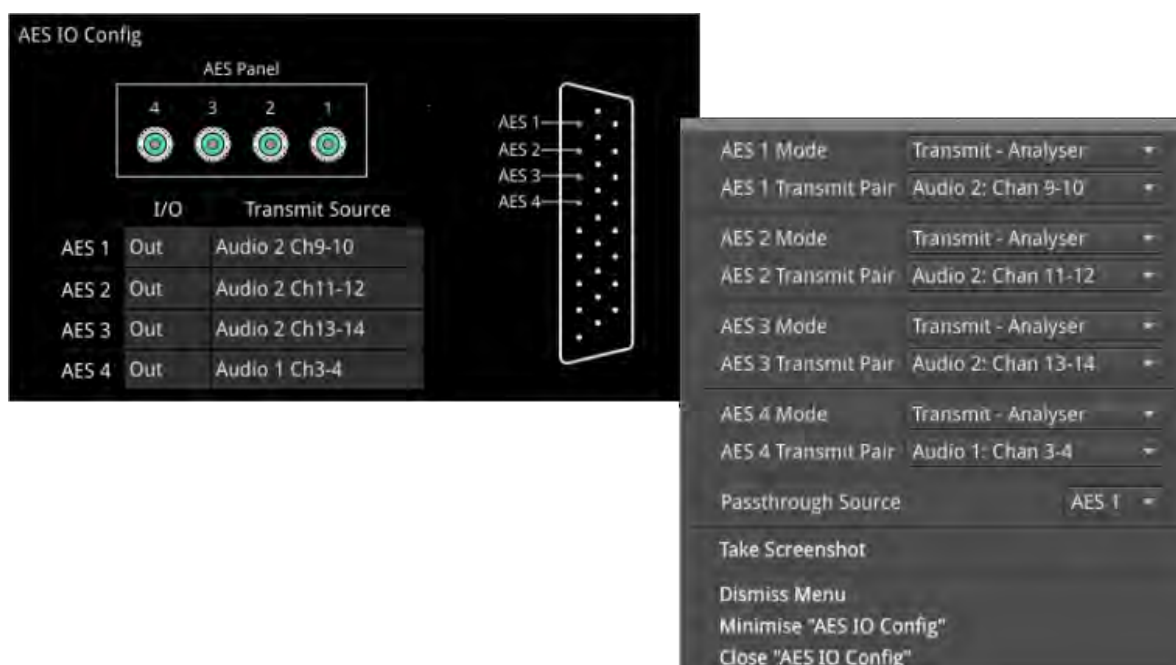 AES IO Config
AES Panel
4 3 2 1
I/O Transmit Source
AES 1 Out Audio 2 Ch9-10
AES 2 Out Audio 2 Ch11-12
AES 3 Out Audio 2 Ch13-14
AES 4 Out Audio 1 Ch3-4
AES 1
AES 2
AES 3
AES 4
AES 1 Mode Transmit - Analyser
AES 1 Transmit Pair Audio 2: Chan 9-10
AES 2 Mode Transmit - Analyser
AES 2 Transmit Pair Audio 2: Chan 11-12
AES 3 Mode Transmit - Analyser
AES 3 Transmit Pair Audio 2: Chan 13-14
AES 4 Mode Transmit - Analyser
AES 4 Transmit Pair Audio 1: Chan 3-4
Passthrough Source AES 1
Take Screenshot
Dismiss Menu
Minimise "AES IO Config"
Close "AES IO Config"